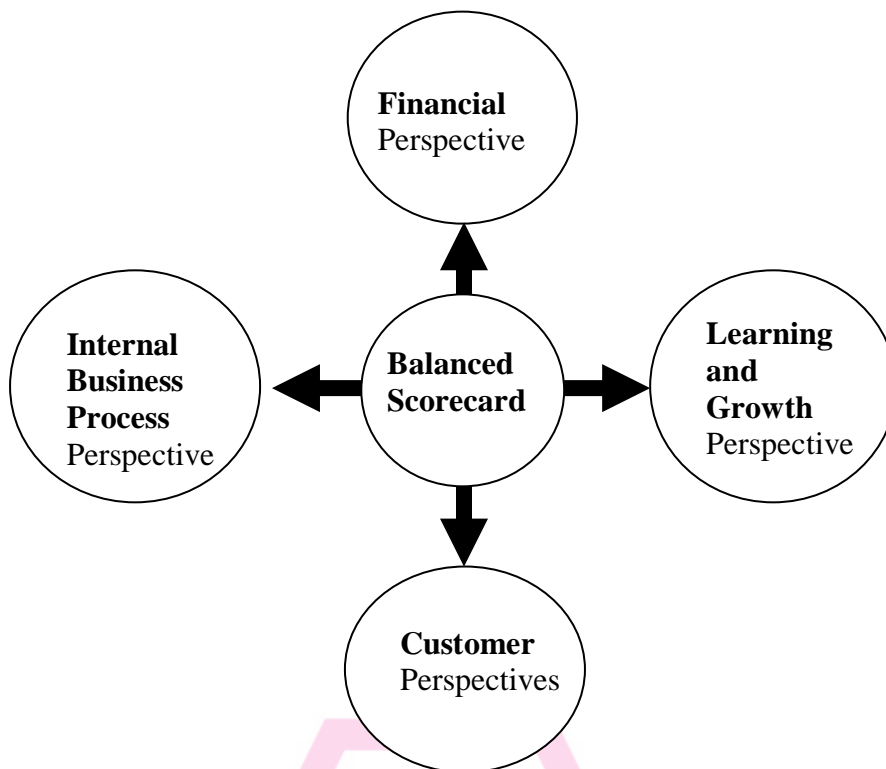 Financial
Perspective
Internal
Business
Process
Perspective
Balanced
Scorecard
Learning
and
Growth
Perspective
Customer
Perspectives